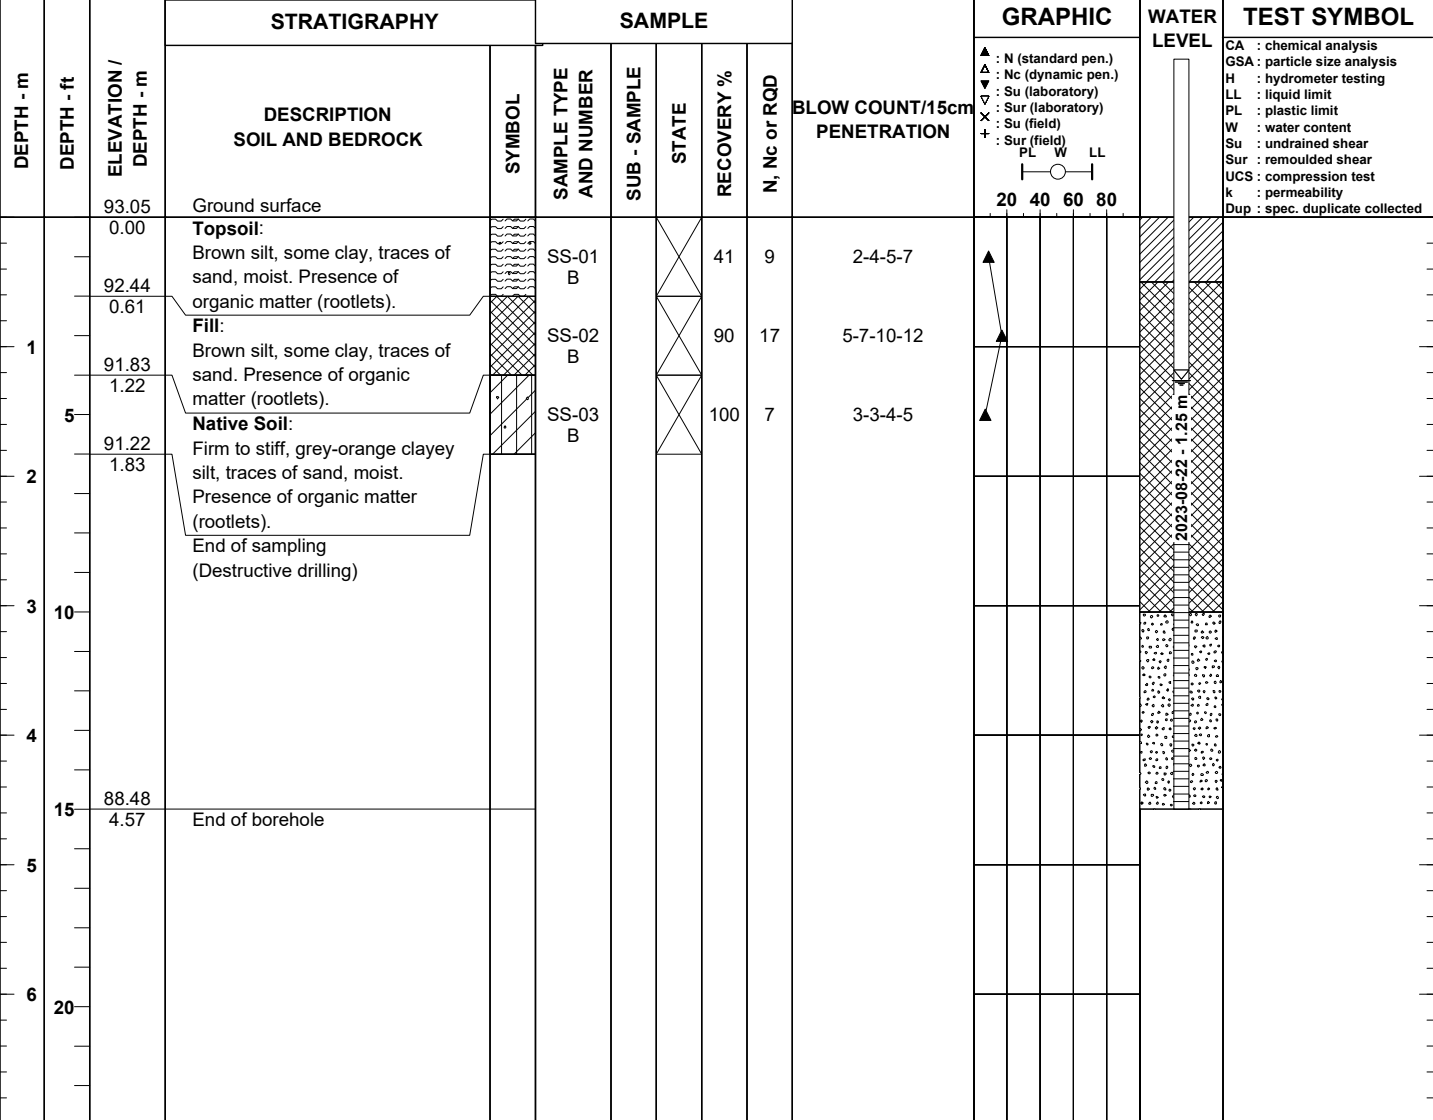 STRATIGRAPHY
SAMPLE
GRAPHIC
WATER
LEVEL
TEST SYMBOL
DEPTH - m
DEPTH - ft
ELEVATION /
DEPTH - m
DESCRIPTION
SOIL AND BEDROCK
SYMBOL
SAMPLE TYPE
AND NUMBER
SUB - SAMPLE
STATE
RECOVERY %
N, Nc or RQD
BLOW COUNT/15cm
PENETRATION
▲ : N (standard pen.)
△ : Nc (dynamic pen.)
▼ : Su (laboratory)
▽ : Sur (laboratory)
× : Su (field)
+ : Sur (field)
PL W LL
20 40 60 80
CA : chemical analysis
GSA : particle size analysis
H : hydrometer testing
LL : liquid limit
PL : plastic limit
W : water content
Su : undrained shear
Sur : remoulded shear
UCS : compression test
k : permeability
Dup : spec. duplicate collected
93.05 Ground surface
0.00 Topsoil:
Brown silt, some clay, traces of
sand, moist. Presence of
organic matter (rootlets).
SS-01
B
41 9 2-4-5-7
92.44
0.61
Fill:
Brown silt, some clay, traces of
sand. Presence of organic
matter (rootlets).
SS-02
B
90 17 5-7-10-12
1
91.83
1.22
Native Soil:
Firm to stiff, grey-orange clayey
silt, traces of sand, moist.
Presence of organic matter
(rootlets).
SS-03
B
100 7 3-3-4-5
5
91.22
1.83
2
2023-08-22 - 1.25 m
End of sampling
(Destructive drilling)
3 10
4
88.48
15
4.57 End of borehole
5
6
20